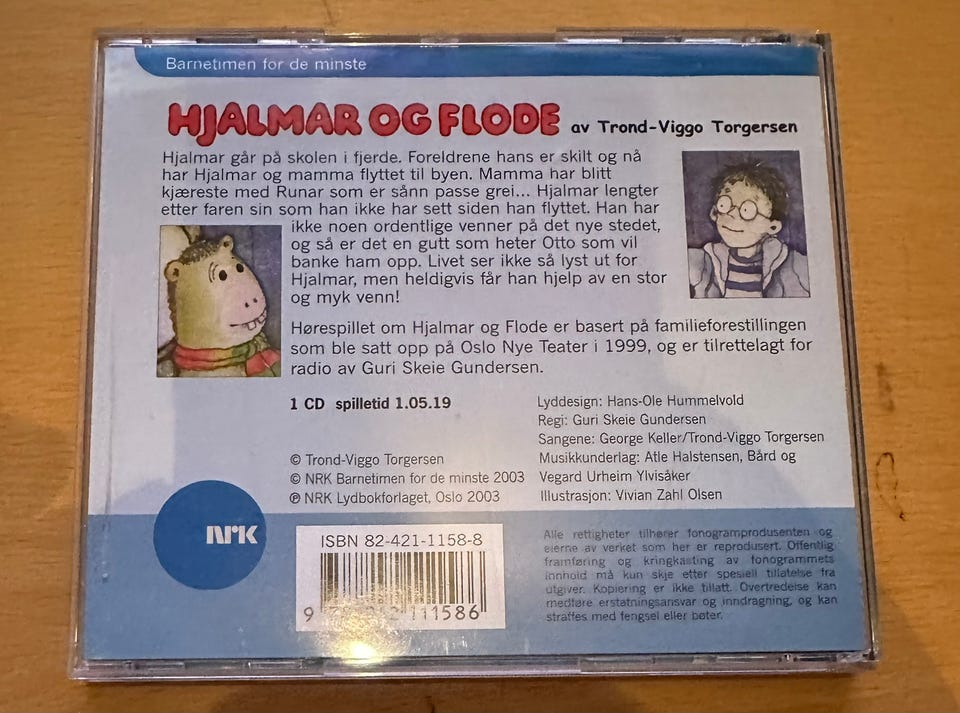 Barnetimen for de minste
HJALMAR OG FLODE av Trond-Viggo Torgersen
Hjalmar går på skolen i fjerde. Foreldrene hans er skilt og nå
har Hjalmar og mamma flyttet til byen. Mamma har blitt
kjæreste med Runar som er sånn passe grei... Hjalmar lengter
etter faren sin som han ikke har sett siden han flyttet. Han har
ikke noen ordentlige venner på det nye stedet,
og så er det en gutt som heter Otto som vil
banke ham opp. Livet ser ikke så lyst ut for
Hjalmar, men heldigvis får han hjelp av en stor
og myk venn!
Hørespillet om Hjalmar og Flode er basert på familieforestillingen
som ble satt opp på Oslo Nye Teater i 1999, og er tilrettelagt for
radio av Guri Skeie Gundersen.
1 CD spilletid 1.05.19
© Trond-Viggo Torgersen
© NRK Barnetimen for de minste 2003
℗ NRK Lydbokforlaget, Oslo 2003
Lyddesign: Hans-Ole Hummelvold
Regi: Guri Skeie Gundersen
Sangene: George Keller/Trond-Viggo Torgersen
Musikkunderlag: Atle Halstensen, Bård og
Vegard Urheim Ylvisåker
Illustrasjon: Vivian Zahl Olsen
NRK
ISBN 82-421-1158-8
9 111586
Alle rettigheter tilhører fonogramprodusenten og
eierne av verket som her er reprodusert. Offentlig
framføring og kringkasting av fonogrammets
innhold må kun skje etter spesiell tillatelse fra
utgiver. Kopiering er ikke tillatt. Overtredelse kan
medføre erstatningsansvar og inndragning, og kan
straffes med fengsel eller bøter.